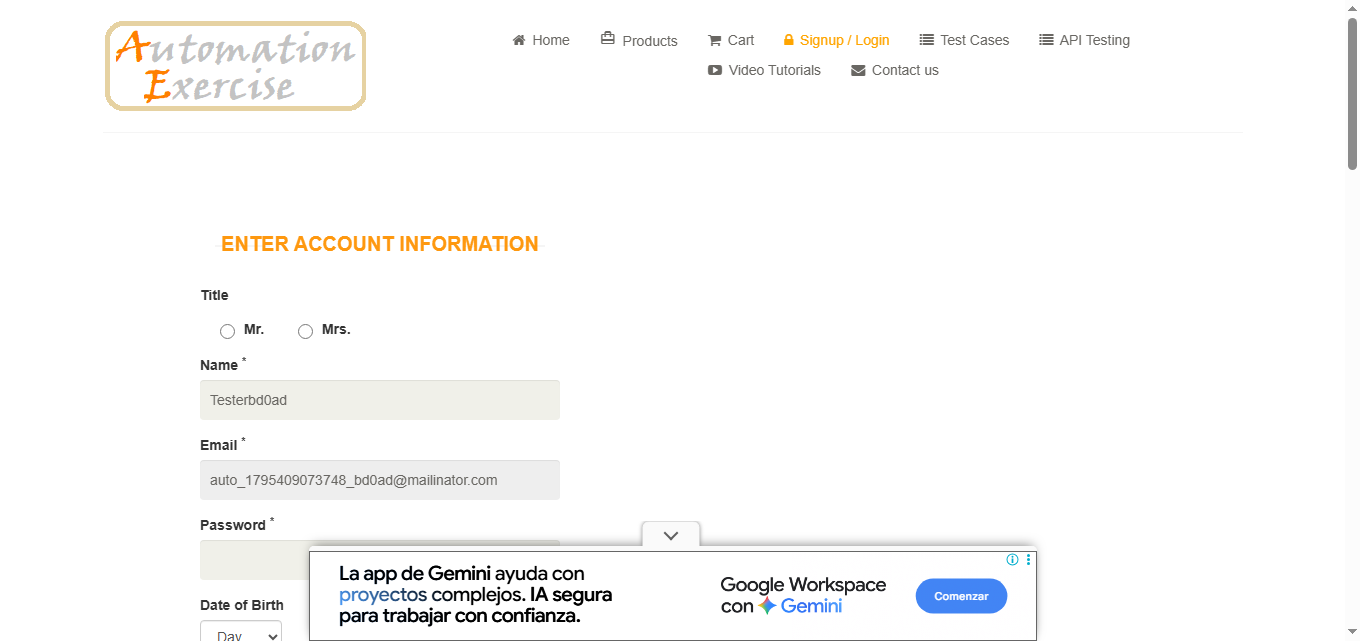 Automation
Exercise
Home
Products
Cart
Signup / Login
Test Cases
API Testing
Video Tutorials
Contact us
ENTER ACCOUNT INFORMATION
Title
Mr.
Mrs.
Name *
Testerbd0ad
Email *
auto_1795409073748_bd0ad@mailinator.com
Password *
La app de Gemini ayuda con
proyectos complejos. IA segura
para trabajar con confianza.
Google Workspace
con Gemini
Comenzar
Date of Birth
Day